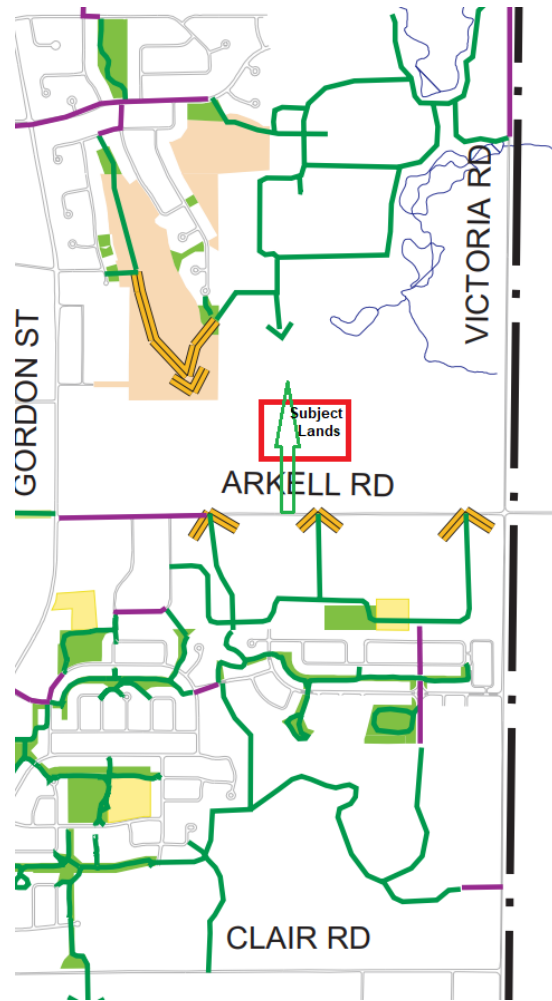 VICTORIA RD
GORDON ST
Subject
Lands
ARKELL RD
CLAIR RD